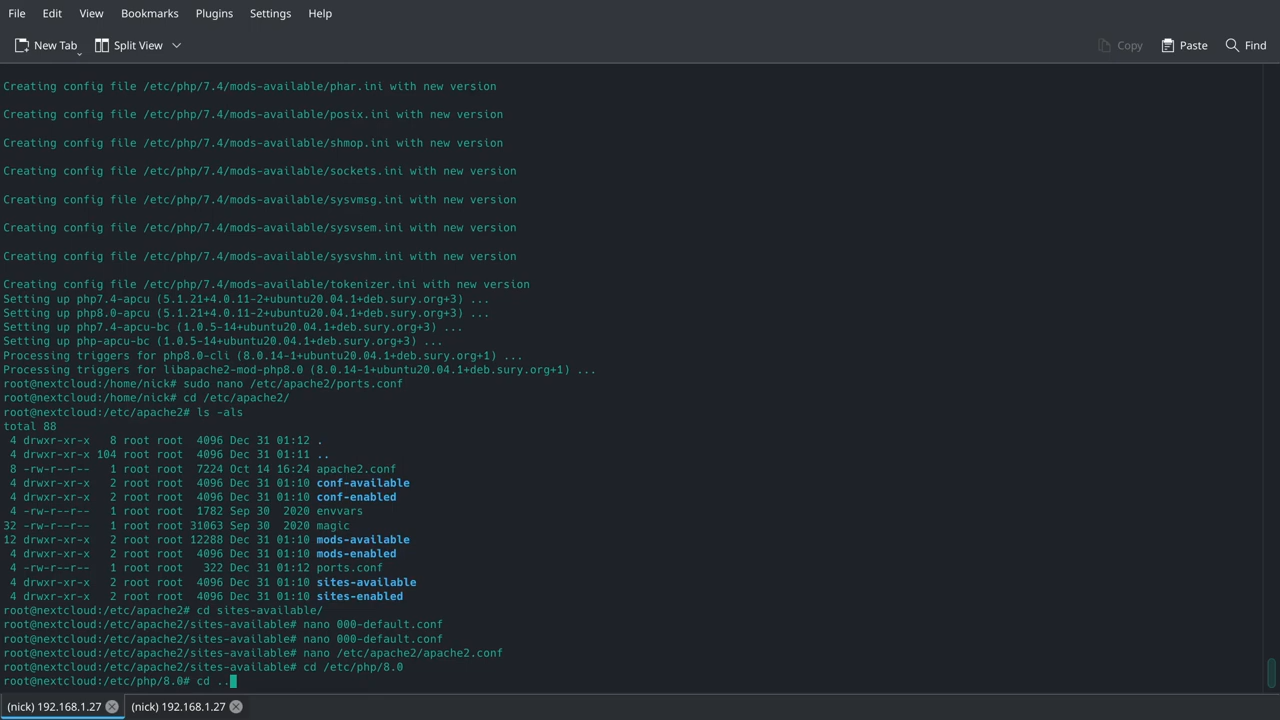 File Edit View Bookmarks Plugins Settings Help
New Tab Split View Copy Paste Find
Creating config file /etc/php/7.4/mods-available/phar.ini with new version
Creating config file /etc/php/7.4/mods-available/posix.ini with new version
Creating config file /etc/php/7.4/mods-available/shmop.ini with new version
Creating config file /etc/php/7.4/mods-available/sockets.ini with new version
Creating config file /etc/php/7.4/mods-available/sysvmsg.ini with new version
Creating config file /etc/php/7.4/mods-available/sysvsem.ini with new version
Creating config file /etc/php/7.4/mods-available/sysvshm.ini with new version
Creating config file /etc/php/7.4/mods-available/tokenizer.ini with new version
Setting up php7.4-apcu (5.1.21+4.0.11-2+ubuntu20.04.1+deb.sury.org+3) ...
Setting up php8.0-apcu (5.1.21+4.0.11-2+ubuntu20.04.1+deb.sury.org+3) ...
Setting up php7.4-apcu-bc (1.0.5-14+ubuntu20.04.1+deb.sury.org+3) ...
Setting up php-apcu-bc (1.0.5-14+ubuntu20.04.1+deb.sury.org+3) ...
Processing triggers for php8.0-cli (8.0.14-1+ubuntu20.04.1+deb.sury.org+1) ...
Processing triggers for libapache2-mod-php8.0 (8.0.14-1+ubuntu20.04.1+deb.sury.org+1) ...
root@nextcloud:/home/nick# sudo nano /etc/apache2/ports.conf
root@nextcloud:/home/nick# cd /etc/apache2/
root@nextcloud:/etc/apache2# ls -als
total 88
4 drwxr-xr-x 8 root root 4096 Dec 31 01:12 .
4 drwxr-xr-x 104 root root 4096 Dec 31 01:11 ..
8 -rw-r--r-- 1 root root 7224 Oct 14 16:24 apache2.conf
4 drwxr-xr-x 2 root root 4096 Dec 31 01:10 conf-available
4 drwxr-xr-x 2 root root 4096 Dec 31 01:10 conf-enabled
4 -rw-r--r-- 1 root root 1782 Sep 30 2020 envvars
32 -rw-r--r-- 1 root root 31063 Sep 30 2020 magic
12 drwxr-xr-x 2 root root 12288 Dec 31 01:10 mods-available
4 drwxr-xr-x 2 root root 4096 Dec 31 01:10 mods-enabled
4 -rw-r--r-- 1 root root 322 Dec 31 01:12 ports.conf
4 drwxr-xr-x 2 root root 4096 Dec 31 01:10 sites-available
4 drwxr-xr-x 2 root root 4096 Dec 31 01:10 sites-enabled
root@nextcloud:/etc/apache2# cd sites-available/
root@nextcloud:/etc/apache2/sites-available# nano 000-default.conf
root@nextcloud:/etc/apache2/sites-available# nano 000-default.conf
root@nextcloud:/etc/apache2/sites-available# nano /etc/apache2/apache2.conf
root@nextcloud:/etc/apache2/sites-available# cd /etc/php/8.0
root@nextcloud:/etc/php/8.0# cd ..
(nick) 192.168.1.27 (nick) 192.168.1.27